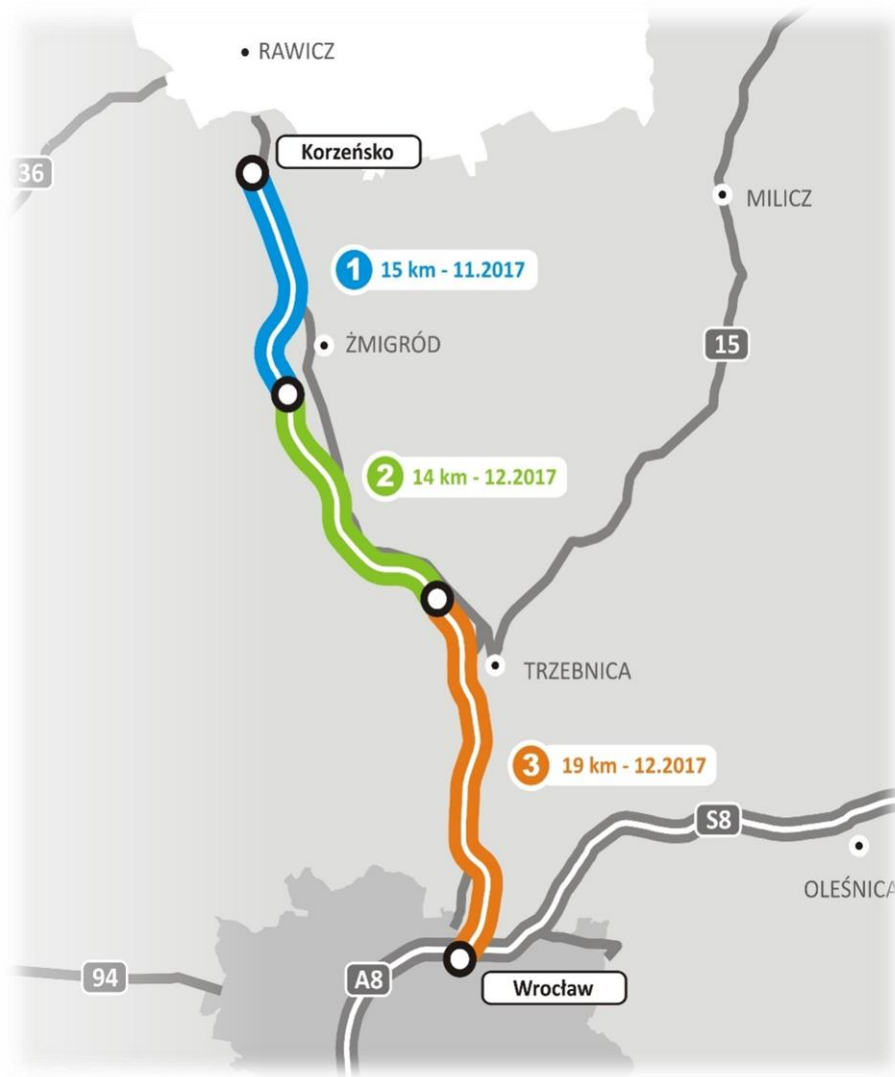 RAWICZ
Korzeńsko
36
MILICZ
1 15 km - 11.2017
ŻMIGRÓD
15
2 14 km - 12.2017
TRZEBNICA
3 19 km - 12.2017
S8
OLEŚNICA
94
A8
Wrocław